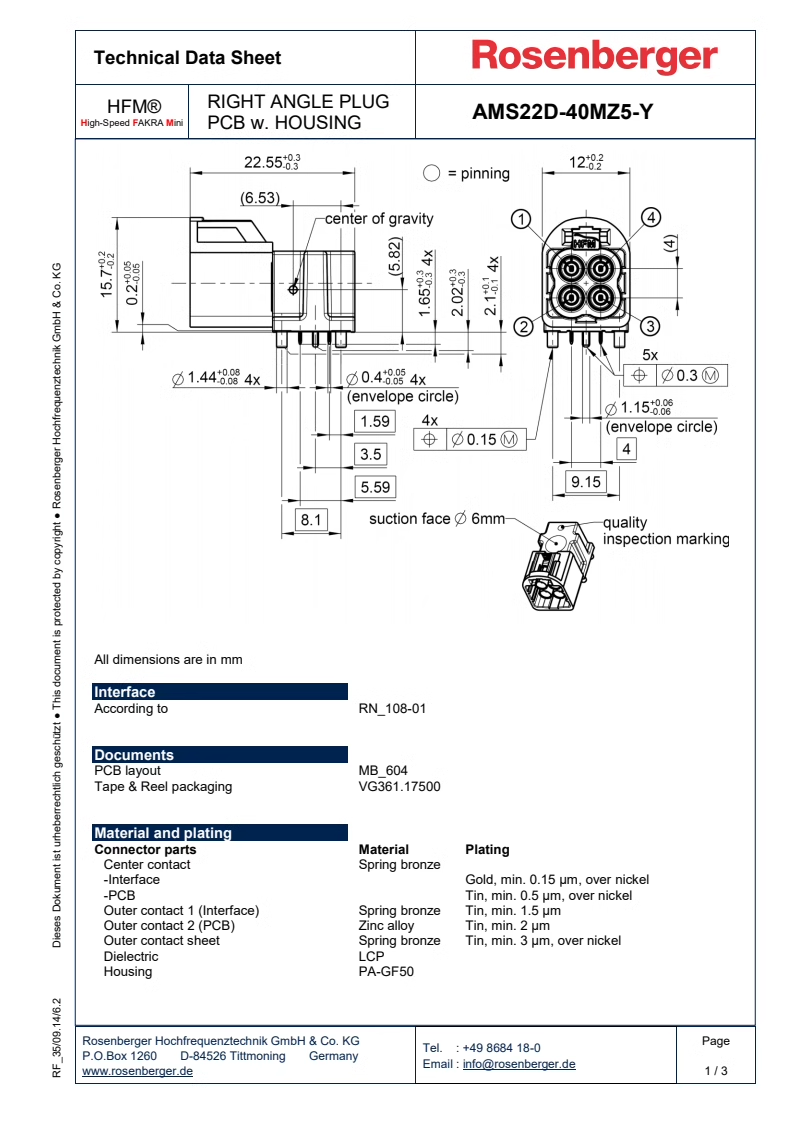 Technical Data Sheet
Rosenberger
HFM®
High-Speed FAKRA Mini
RIGHT ANGLE PLUG
PCB w. HOUSING
AMS22D-40MZ5-Y
22.55 +0.3 -0.3
= pinning
12 +0.2 -0.2
(6.53)
center of gravity
1
4
(4)
15.7 +0.2 -0.2
0.2 +0.05 -0.05
(5.82)
1.65 +0.3 -0.3 4x
2.02 +0.3 -0.3
2.1 +0.1 -0.1 4x
HFM
2
3
5x
⌖ ∅ 0.3 Ⓜ
∅ 1.44 +0.08 -0.08 4x
∅ 0.4 +0.05 -0.05 4x
(envelope circle)
∅ 1.15 +0.06 -0.06
(envelope circle)
1.59
4x
⌖ ∅ 0.15 Ⓜ
3.5
4
5.59
9.15
8.1
suction face ∅ 6mm
quality
inspection marking
All dimensions are in mm
Interface
According to RN_108-01
Documents
PCB layout MB_604
Tape & Reel packaging VG361.17500
Material and plating
Connector parts Material Plating
Center contact Spring bronze
-Interface Gold, min. 0.15 µm, over nickel
-PCB Tin, min. 0.5 µm, over nickel
Outer contact 1 (Interface) Spring bronze Tin, min. 1.5 µm
Outer contact 2 (PCB) Zinc alloy Tin, min. 2 µm
Outer contact sheet Spring bronze Tin, min. 3 µm, over nickel
Dielectric LCP
Housing PA-GF50
RF_35/09.14/6.2 Dieses Dokument ist urheberrechtlich geschützt ● This document is protected by copyright ● Rosenberger Hochfrequenztechnik GmbH & Co. KG
Rosenberger Hochfrequenztechnik GmbH & Co. KG
P.O.Box 1260 D-84526 Tittmoning Germany
www.rosenberger.de
Tel. : +49 8684 18-0
Email : info@rosenberger.de
Page
1 / 3